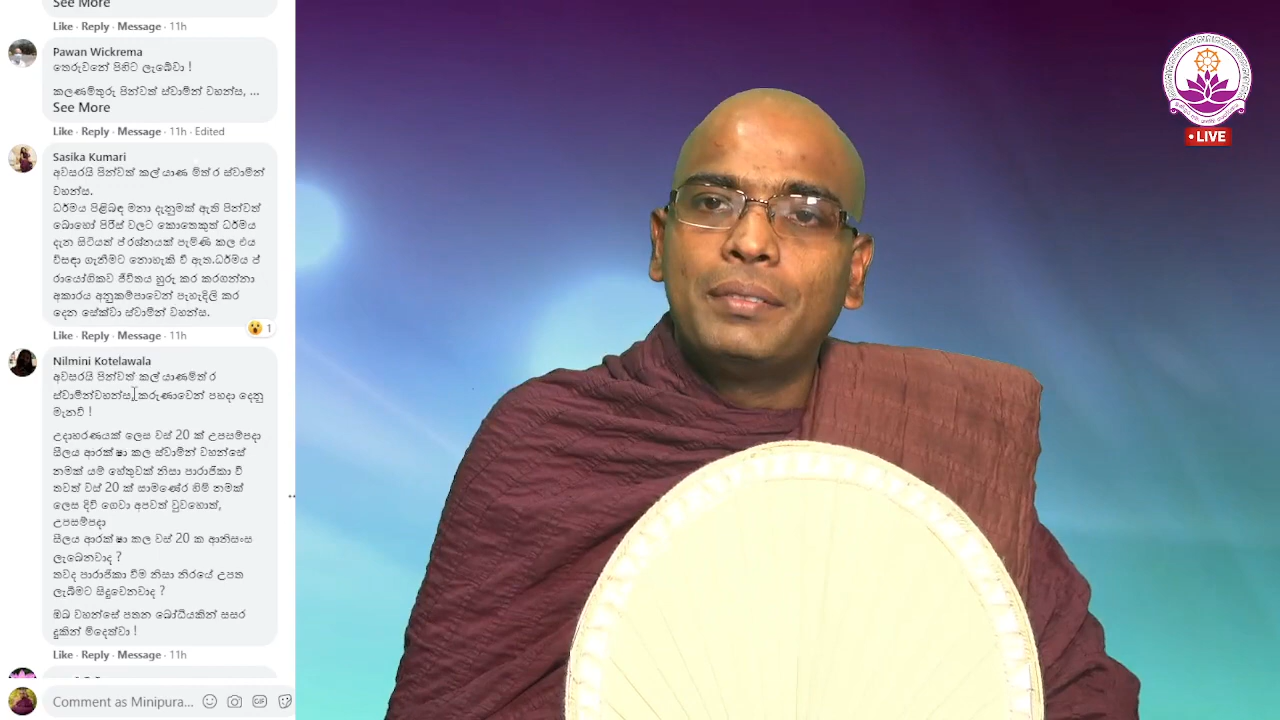 See More
Like · Reply · Message · 11h
Pawan Wickrema
තෙරුවනේ පිහිට ලැබේවා !
කලණමිතුරු පින්වත් ස්වාමින් වහන්ස, ...
See More
Like · Reply · Message · 11h · Edited
Sasika Kumari
අවසරයි පින්වත් කල් යාණ මිත් ර ස්වාමීන්
වහන්ස.
ධර්මය පිළිබඳ මනා දැනුමක් ඇති පින්වත්
බොහෝ පිරිස් වලට කොතෙකුත් ධර්මය
දැන සිටියත් ප් රශ්නයක් පැමිණි කල එය
විසඳා ගැනීමට නොහැකි වී ඇත.ධර්මය ප්
රායෝගිකව ජීවිතය හුරු කර කරගන්නා
අකාරය අනුකම්පාවෙන් පැහැදිලි කර
දෙන සේක්වා ස්වාමින් වහන්ස.
1
Like · Reply · Message · 11h
Nilmini Kotelawala
අවසරයි පින්වත් කල් යාණමිත් ර
ස්වාමින්වහන්ස,කරුණාවෙන් පහදා දෙනු
මැනවි !
උදාහරණයක් ලෙස වස් 20 ක් උපසම්පදා
සීලය ආරක්ෂා කල ස්වාමින් වහන්සේ
නමක් යම් හේතුවක් නිසා පාරාජිකා වී
තවත් වස් 20 ක් සාමණේර හිමි නමක්
ලෙස දිවි ගෙවා අපවත් වුවහොත්,
උපසම්පදා
සීලය ආරක්ෂා කල වස් 20 ක ආනිසංස
ලැබෙනවාද ?
තවද පාරාජිකා වීම නිසා නිරයේ උපත
ලැබීමට සිදුවෙනවාද ?
ඔබ වහන්සේ පතන බෝධියකින් සසර
දුකින් මිදෙත්වා !
Like · Reply · Message · 11h
Comment as Minipura...
GIF
• LIVE